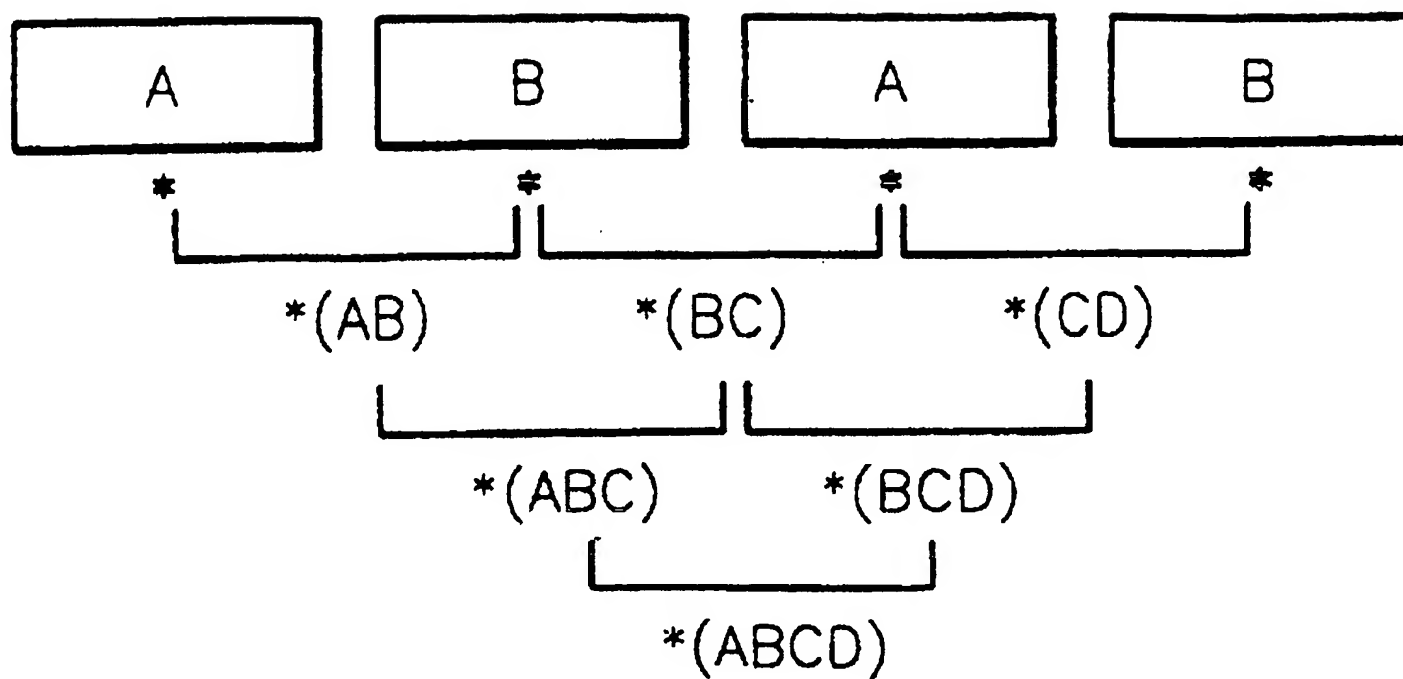 A B A B
* * * *
*(AB) *(BC) *(CD)
*(ABC) *(BCD)
*(ABCD)